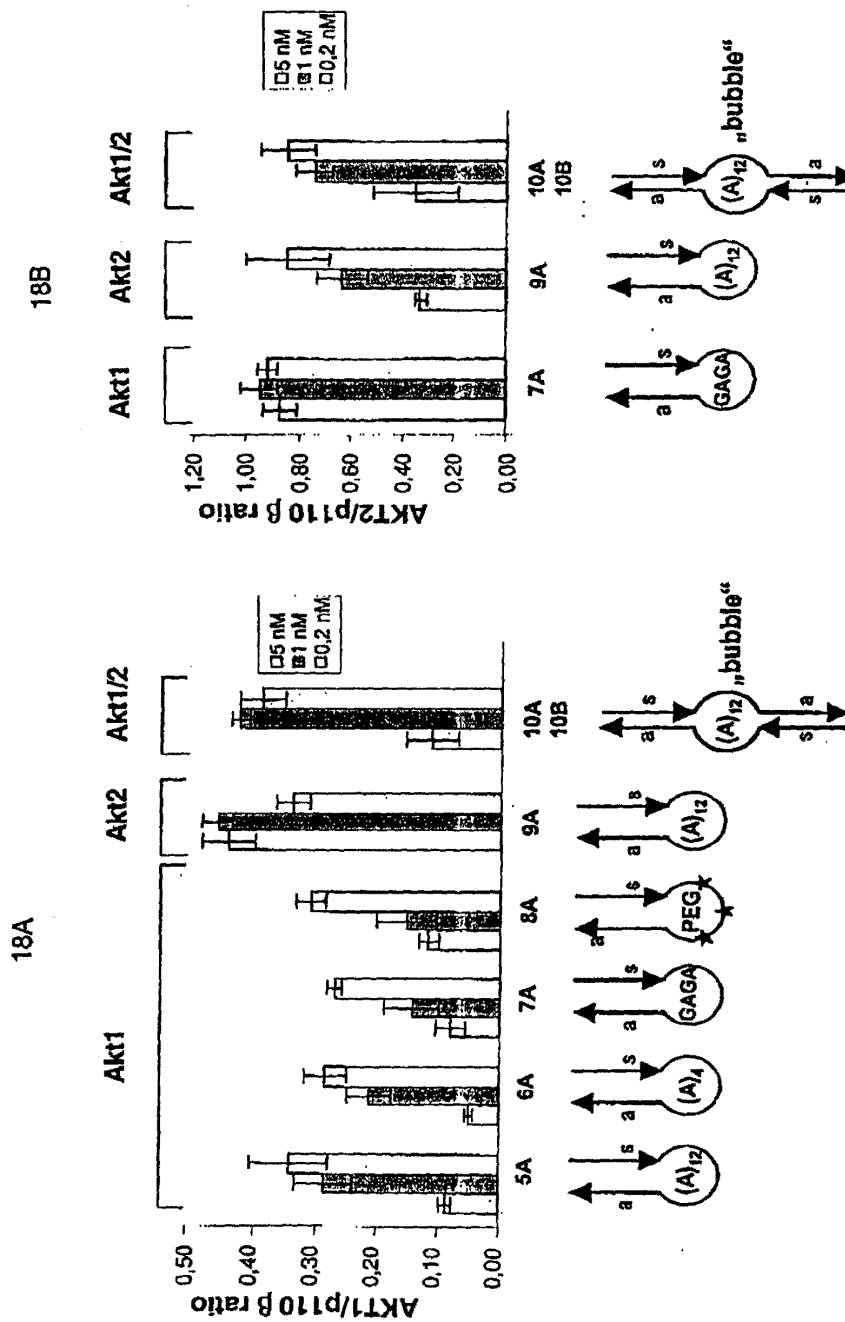 18A
Akt1
Akt2
Akt1/2
AKT1/p110 β ratio
0,50
0,40
0,30
0,20
0,10
0,00
5 nM
1 nM
0,2 nM
5A
6A
7A
8A
9A
10A
10B
a
s
(A)12
a
s
(A)4
a
s
GAGA
a
s
PEG
a
s
(A)12
a
s
(A)12
s
a
„bubble“
18B
Akt1
Akt2
Akt1/2
AKT2/p110 β ratio
1,20
1,00
0,80
0,60
0,40
0,20
0,00
5 nM
1 nM
0,2 nM
7A
9A
10A
10B
a
s
GAGA
a
s
(A)12
a
s
(A)12
s
a
„bubble“